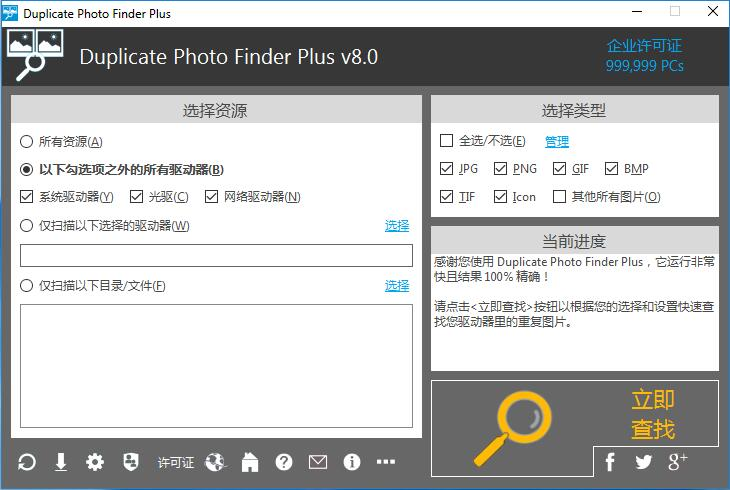 Duplicate Photo Finder Plus
Duplicate Photo Finder Plus v8.0
企业许可证
999,999 PCs
选择资源
所有资源(A)
以下勾选项之外的所有驱动器(B)
系统驱动器(Y) 光驱(C) 网络驱动器(N)
仅扫描以下选择的驱动器(W) 选择
仅扫描以下目录/文件(F) 选择
选择类型
全选/不选(E) 管理
JPG PNG GIF BMP
TIF Icon 其他所有图片(O)
当前进度
感谢您使用 Duplicate Photo Finder Plus，它运行非常
快且结果 100% 精确！
请点击<立即查找>按钮以根据您的选择和设置快速查
找您驱动器里的重复图片。
立即
查找
许可证